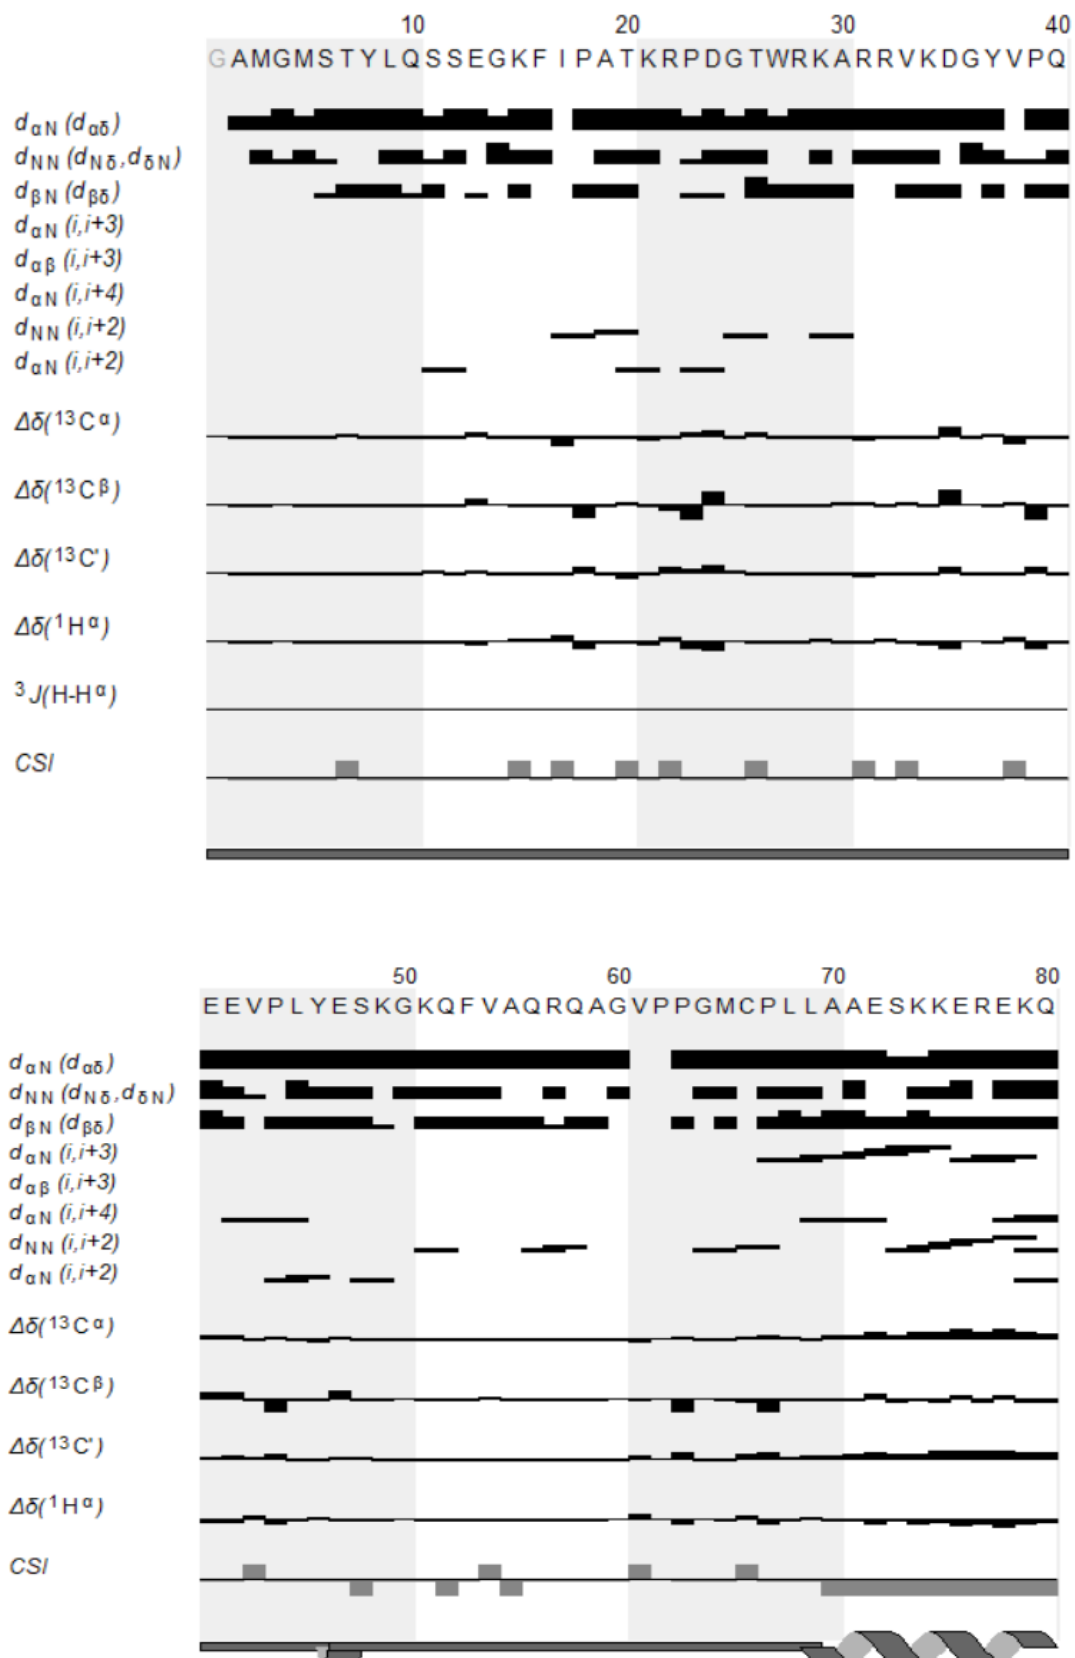 10 20 30 40
G A M G M S T Y L Q S S E G K F I P A T K R P D G T W R K A R R V K D G Y V P Q
dαN (dαδ)
dNN (dNδ, dδN)
dβN (dβδ)
dαN (i,i+3)
dαβ (i,i+3)
dαN (i,i+4)
dNN (i,i+2)
dαN (i,i+2)
Δδ(13Cα)
Δδ(13Cβ)
Δδ(13C')
Δδ(1Hα)
3J(H-Hα)
CSI
50 60 70 80
E E V P L Y E S K G K Q F V A Q R Q A G V P P G M C P L L A A E S K K E R E K Q
dαN (dαδ)
dNN (dNδ, dδN)
dβN (dβδ)
dαN (i,i+3)
dαβ (i,i+3)
dαN (i,i+4)
dNN (i,i+2)
dαN (i,i+2)
Δδ(13Cα)
Δδ(13Cβ)
Δδ(13C')
Δδ(1Hα)
CSI